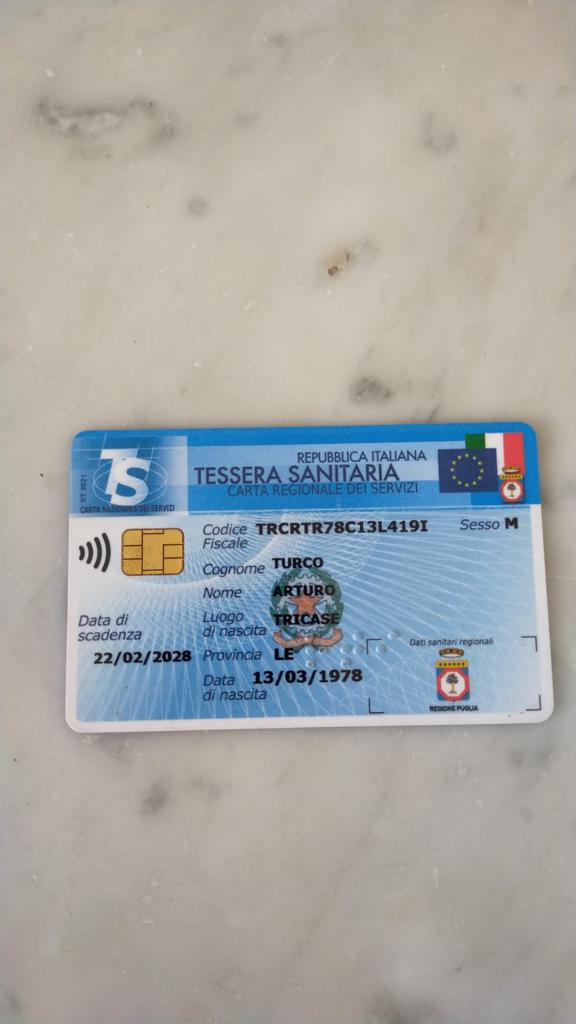 REPUBBLICA ITALIANA
TESSERA SANITARIA
CARTA REGIONALE DEI SERVIZI
TS
ST 2021
CARTA NAZIONALE DEI SERVIZI
Codice Fiscale TRCRTR78C13L419I Sesso M
Cognome TURCO
Nome ARTURO
Luogo di nascita TRICASE
Data di scadenza 22/02/2028
Provincia LE
Data di nascita 13/03/1978
Dati sanitari regionali
REGIONE PUGLIA